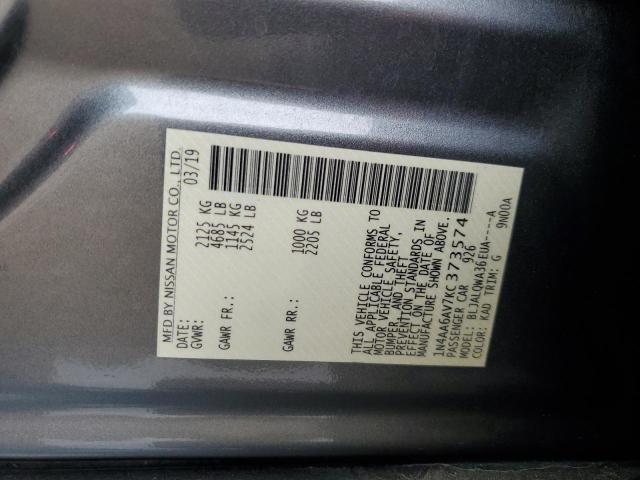 MFD BY NISSAN MOTOR CO., LTD.
DATE: 03/19
GVWR: 2125 KG
4685 LB
GAWR FR.: 1145 KG
2524 LB
GAWR RR.: 1000 KG
2205 LB
THIS VEHICLE CONFORMS TO
ALL APPLICABLE FEDERAL
MOTOR VEHICLE SAFETY,
BUMPER, AND THEFT
PREVENTION STANDARDS IN
EFFECT ON THE DATE OF
MANUFACTURE SHOWN ABOVE.
1N4AA6AV7KC373574
PASSENGER CAR 926
MODEL: BIJALQWA36EUA----A
COLOR: KAD TRIM: G 9N00A